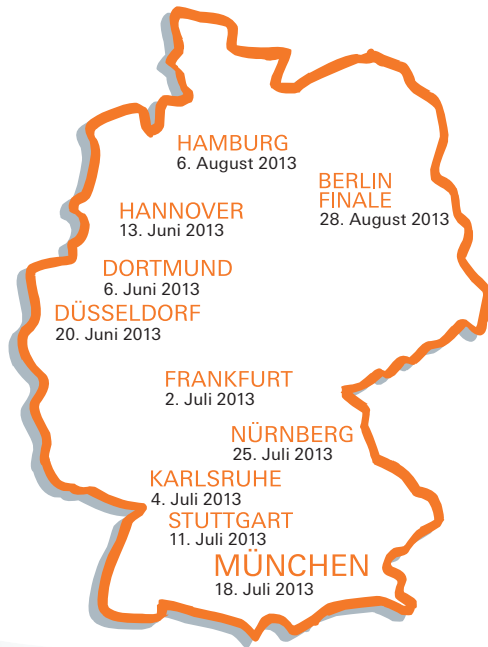 HAMBURG
6. August 2013
BERLIN
FINALE
28. August 2013
HANNOVER
13. Juni 2013
DORTMUND
6. Juni 2013
DÜSSELDORF
20. Juni 2013
FRANKFURT
2. Juli 2013
NÜRNBERG
25. Juli 2013
KARLSRUHE
4. Juli 2013
STUTTGART
11. Juli 2013
MÜNCHEN
18. Juli 2013